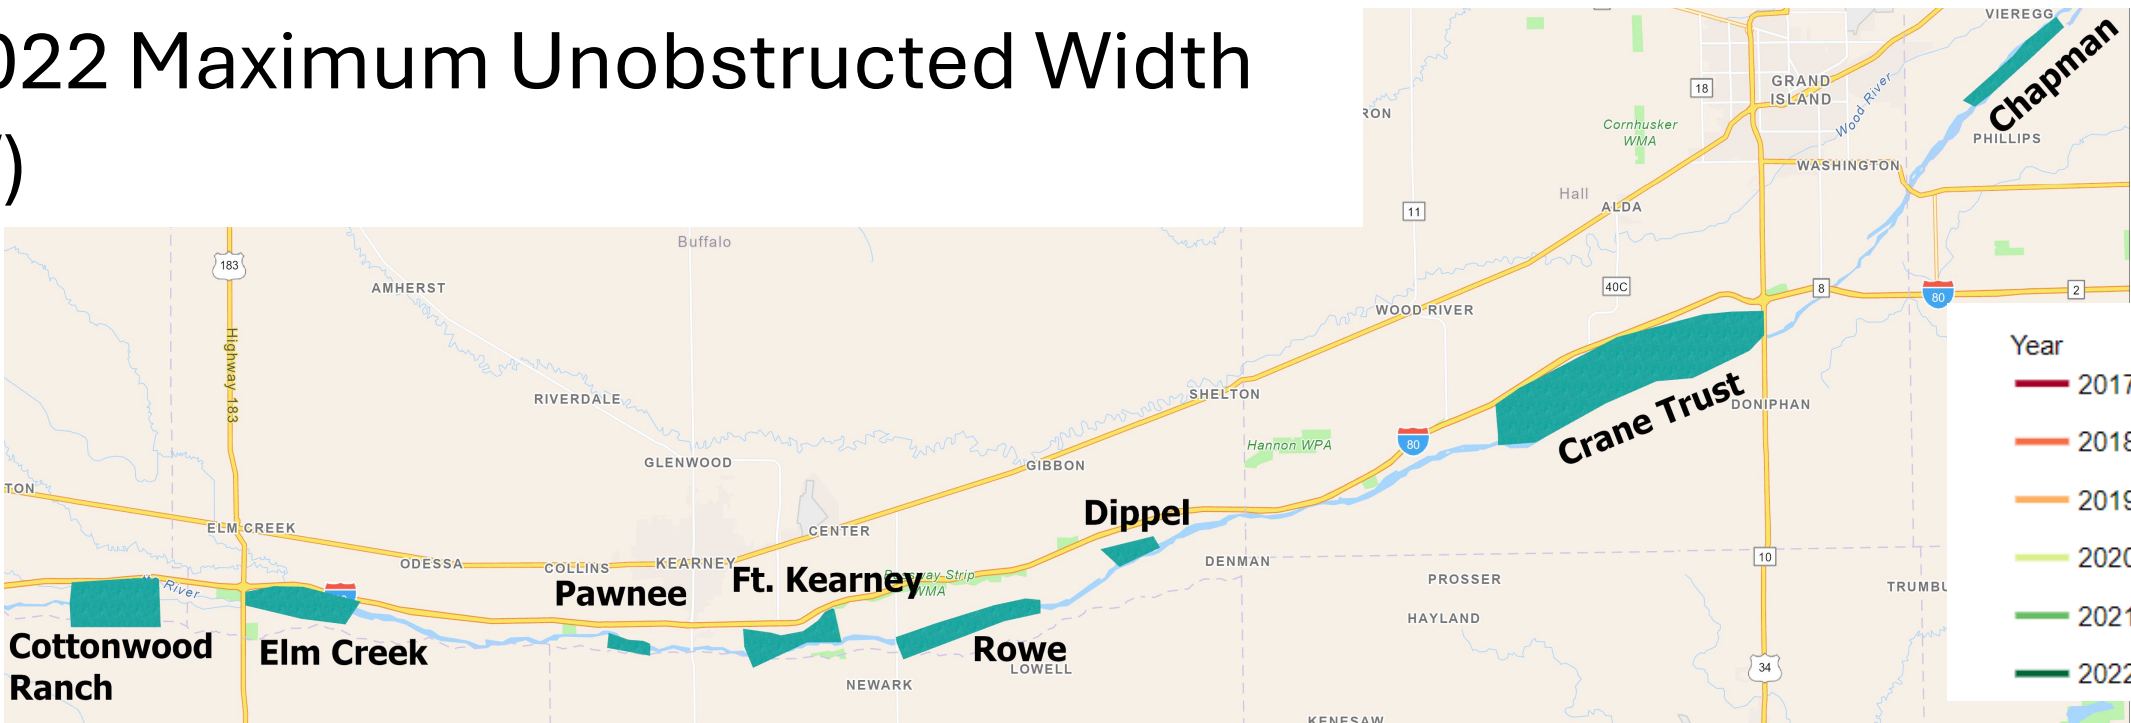 022 Maximum Unobstructed Width
)
VIEREGG
Chapman
GRAND
ISLAND
18
Wood River
Cornhusker
WMA
PHILLIPS
WASHINGTON
RON
Hall
ALDA
11
Buffalo
183
AMHERST
40C
8
80
2
WOOD RIVER
Highway 183
Year
2017
2018
2019
2020
2021
2022
RIVERDALE
SHELTON
Crane Trust
DONIPHAN
80
Hannon WPA
GLENWOOD
GIBBON
TON
Dippel
ELM CREEK
CENTER
ODESSA
COLLINS
KEARNEY
DENMAN
10
Pawnee
Ft. Kearney
Strip
WMA
River
PROSSER
TRUMBU
HAYLAND
Cottonwood
Ranch
Elm Creek
Rowe
LOWELL
34
NEWARK
KENESAW